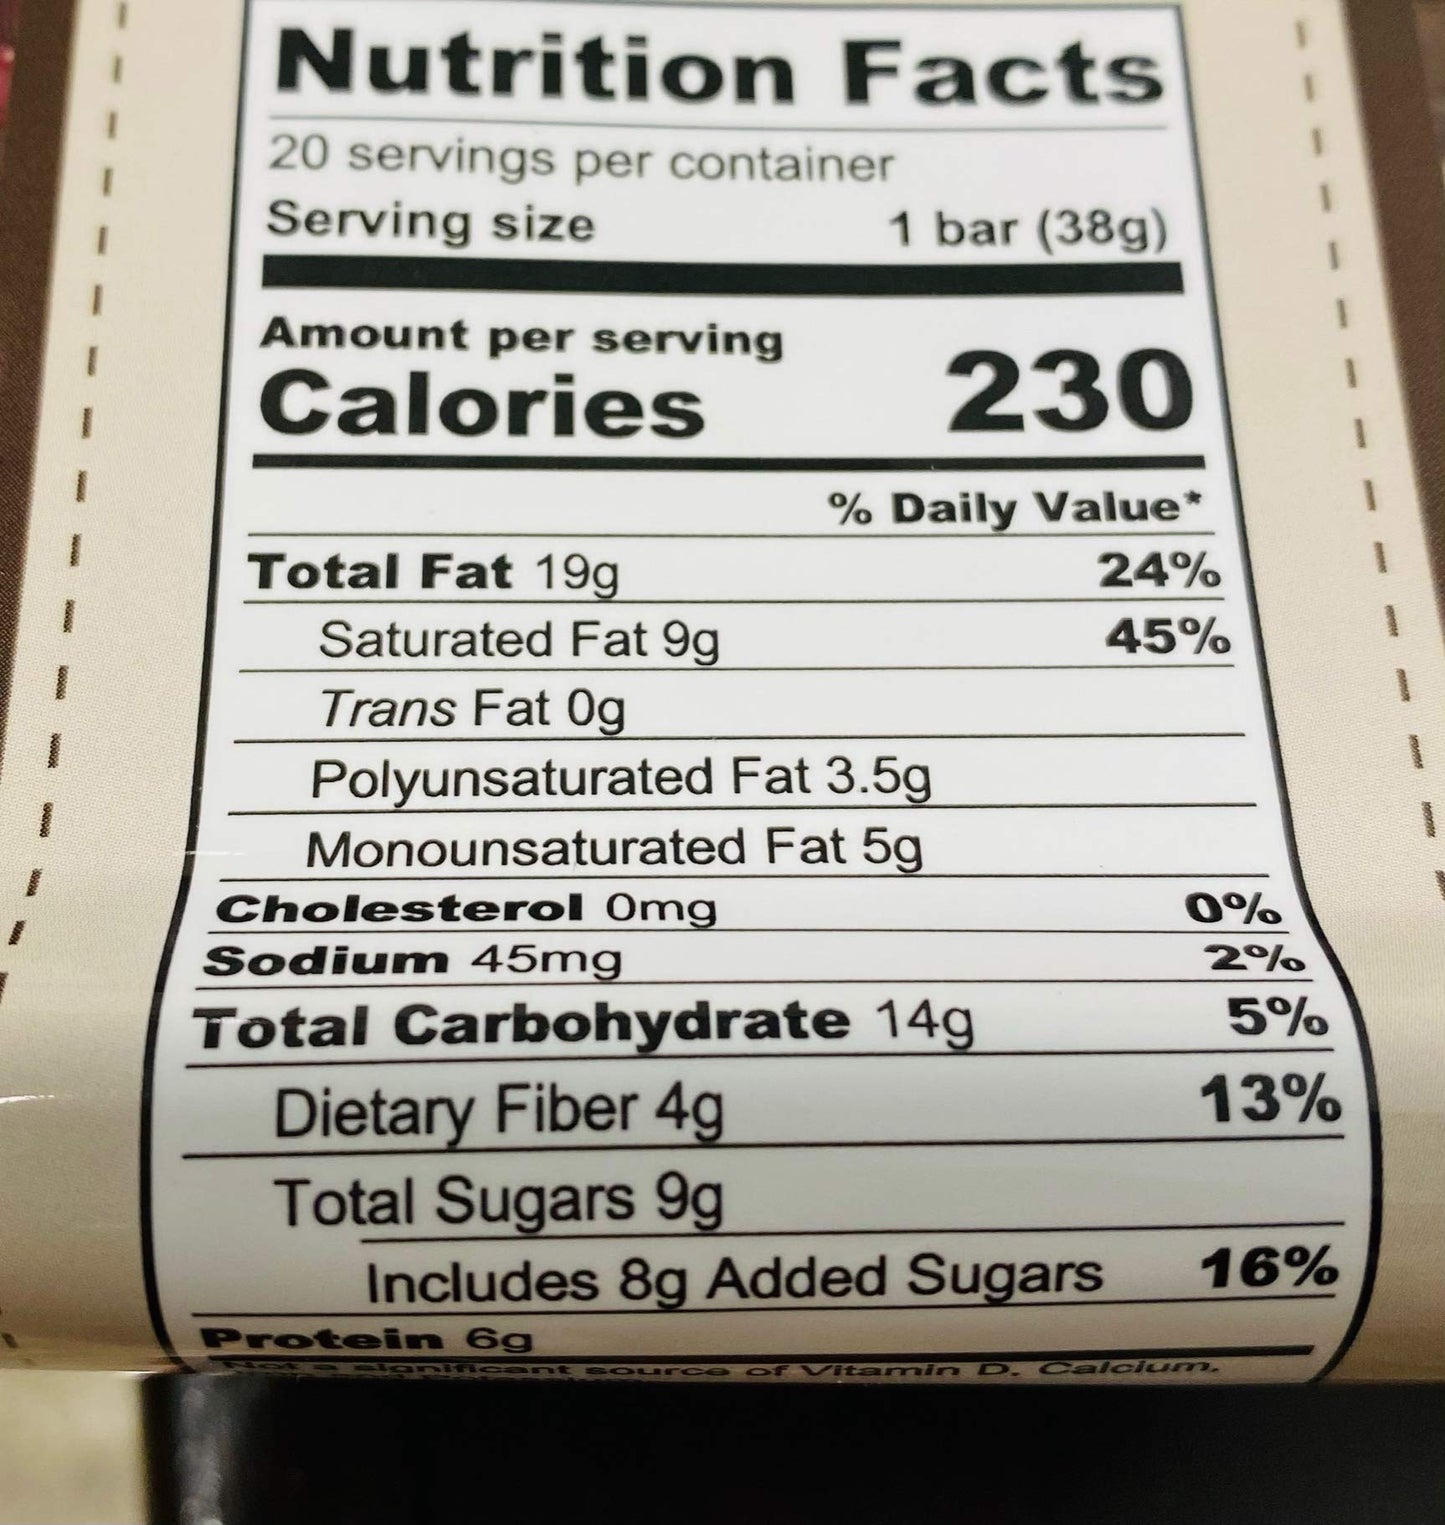 Nutrition Facts
20 servings per container
Serving size 1 bar (38g)
Amount per serving
Calories 230
% Daily Value*
Total Fat 19g 24%
Saturated Fat 9g 45%
Trans Fat 0g
Polyunsaturated Fat 3.5g
Monounsaturated Fat 5g
Cholesterol 0mg 0%
Sodium 45mg 2%
Total Carbohydrate 14g 5%
Dietary Fiber 4g 13%
Total Sugars 9g
Includes 8g Added Sugars 16%
Protein 6g
Not a significant source of Vitamin D, Calcium,